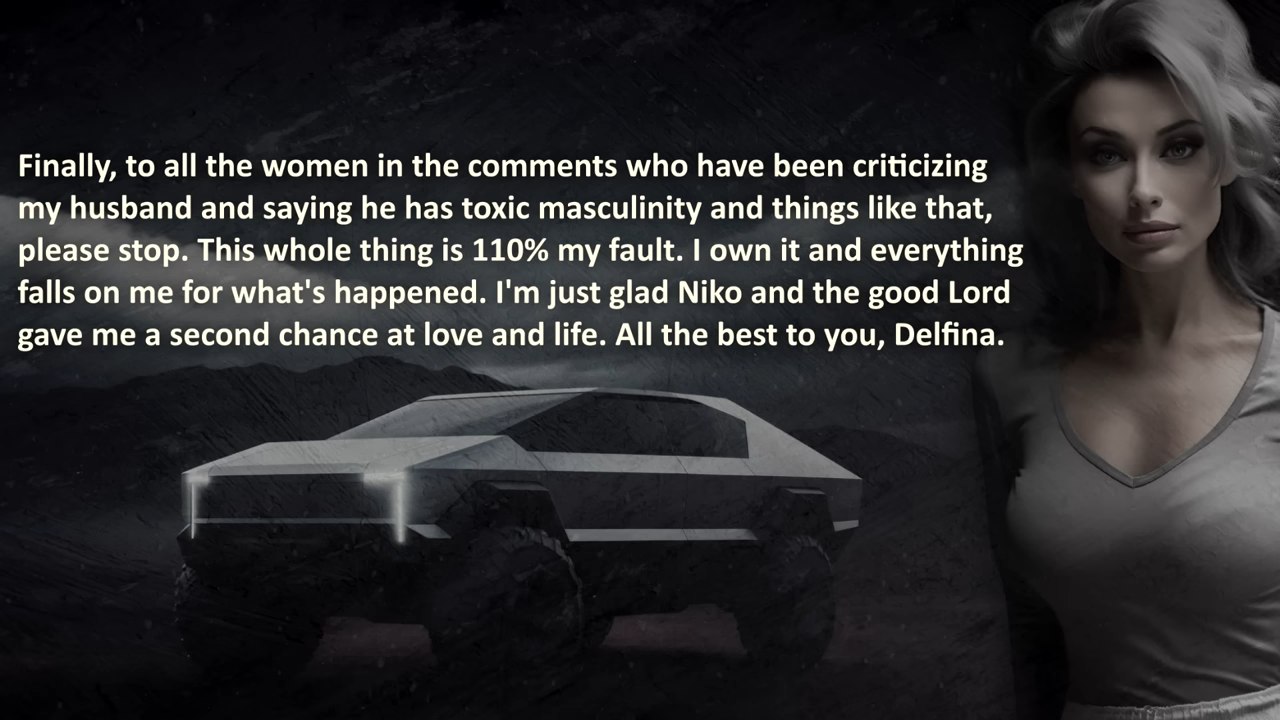 Finally, to all the women in the comments who have been criticizing
my husband and saying he has toxic masculinity and things like that,
please stop. This whole thing is 110% my fault. I own it and everything
falls on me for what's happened. I'm just glad Niko and the good Lord
gave me a second chance at love and life. All the best to you, Delfina.